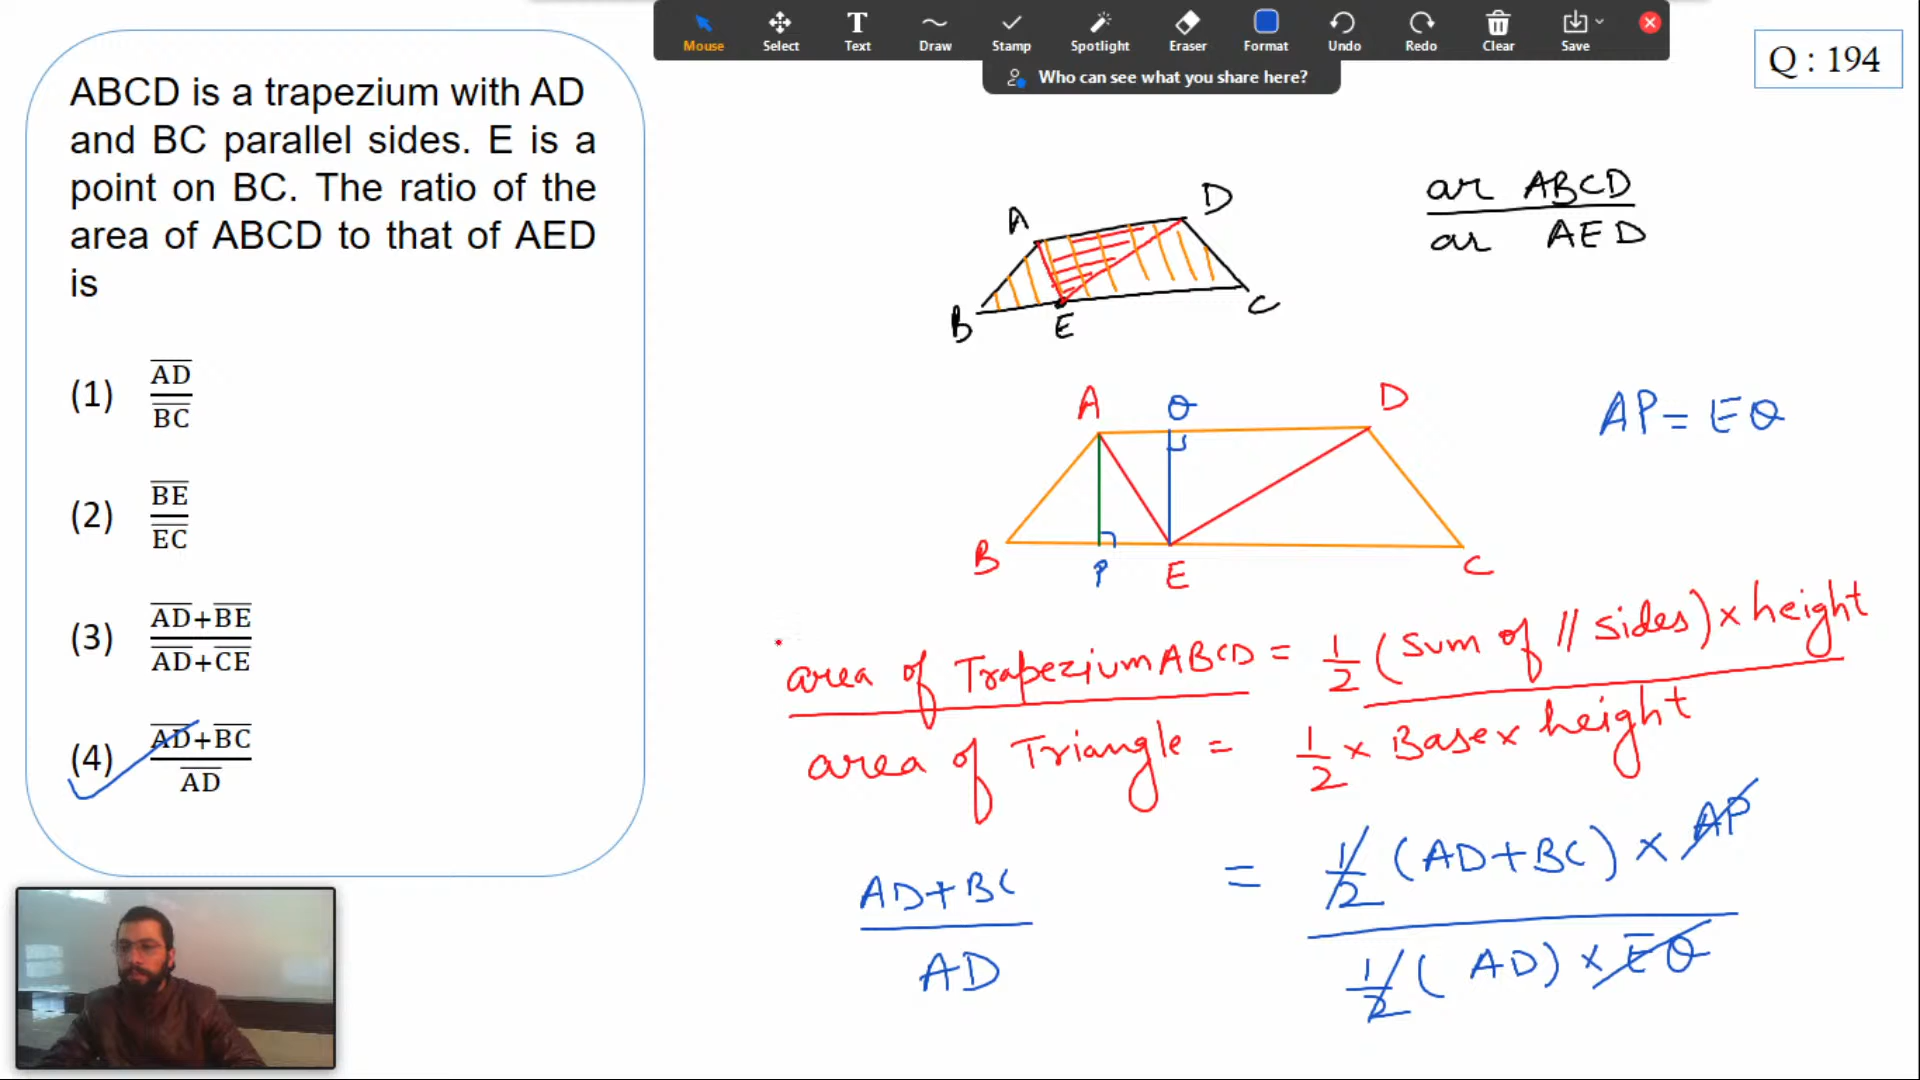 Mouse Select Text Draw Stamp Spotlight Eraser Format Undo Redo Clear Save
Who can see what you share here?
Q : 194
ABCD is a trapezium with AD
and BC parallel sides. E is a
point on BC. The ratio of the
area of ABCD to that of AED
is
(1) AD
BC
(2) BE
EC
(3) AD+BE
AD+CE
(4) AD+BC
AD
A D
B E C
ar ABCD
ar AED
A Q D
B P E C
AP = EQ
area of Trapezium ABCD = 1/2 (sum of // sides) × height
area of Triangle = 1/2 × Base × height
AD+BC
AD
= 1/2 (AD+BC) × AP
1/2 (AD) × EQ